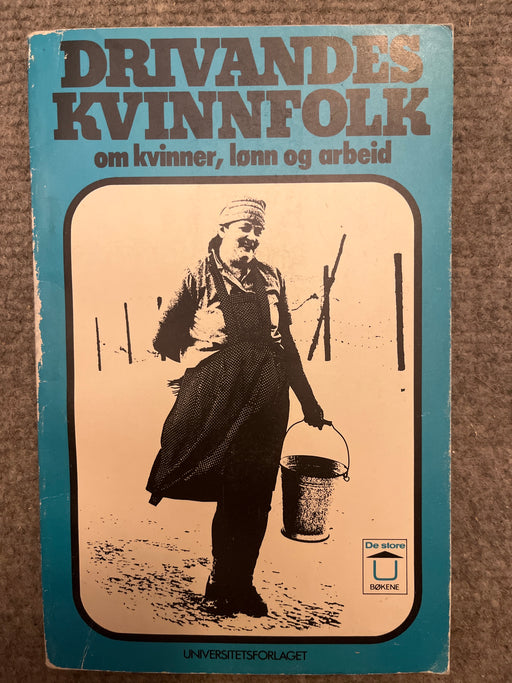 DRIVANDES
KVINNFOLK
om kvinner, lønn og arbeid
De store
U
BØKENE
UNIVERSITETSFORLAGET